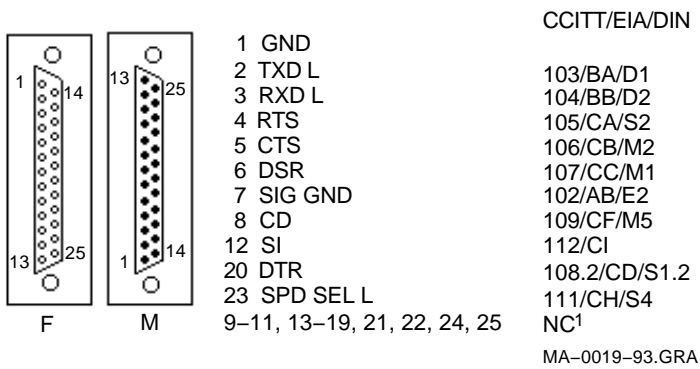 CCITT/EIA/DIN
1 GND
2 TXD L 103/BA/D1
3 RXD L 104/BB/D2
4 RTS 105/CA/S2
5 CTS 106/CB/M2
6 DSR 107/CC/M1
7 SIG GND 102/AB/E2
8 CD 109/CF/M5
12 SI 112/CI
20 DTR 108.2/CD/S1.2
23 SPD SEL L 111/CH/S4
9–11, 13–19, 21, 22, 24, 25 NC¹
1
14
13
25
F
13
25
1
14
M
MA–0019–93.GRA